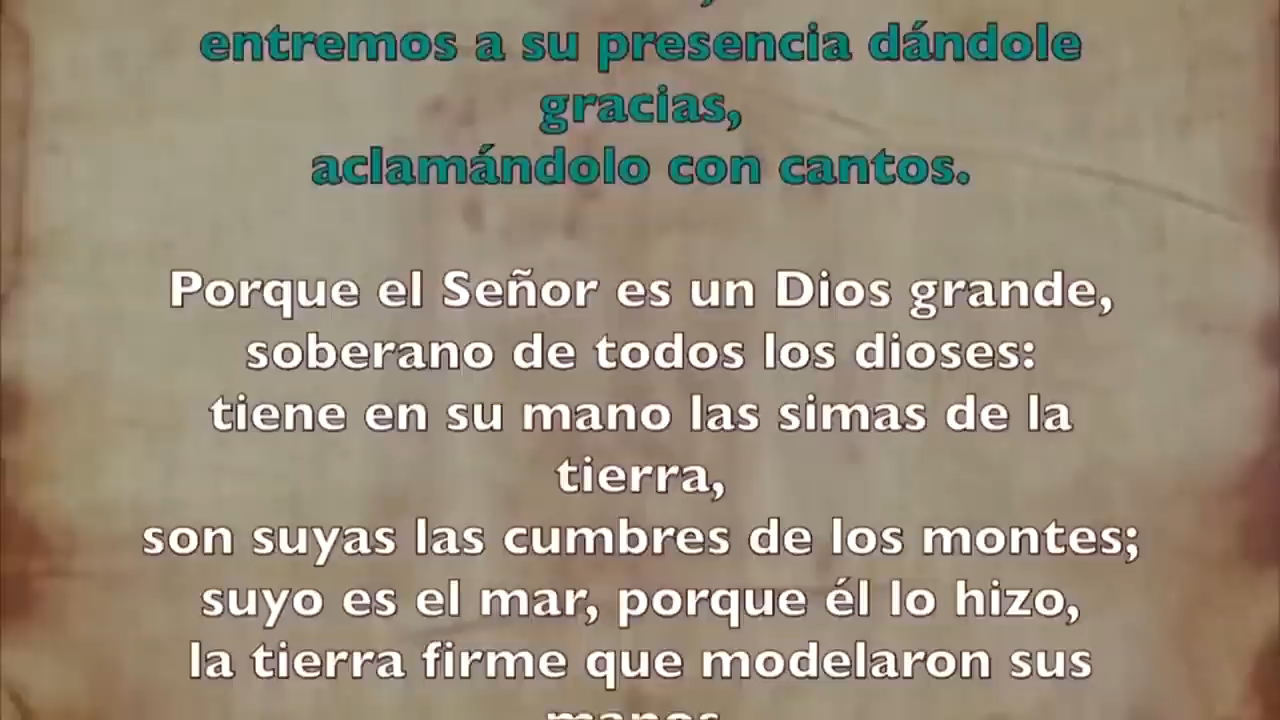 entremos a su presencia dándole
gracias,
aclamándolo con cantos.
Porque el Señor es un Dios grande,
soberano de todos los dioses:
tiene en su mano las simas de la
tierra,
son suyas las cumbres de los montes;
suyo es el mar, porque él lo hizo,
la tierra firme que modelaron sus